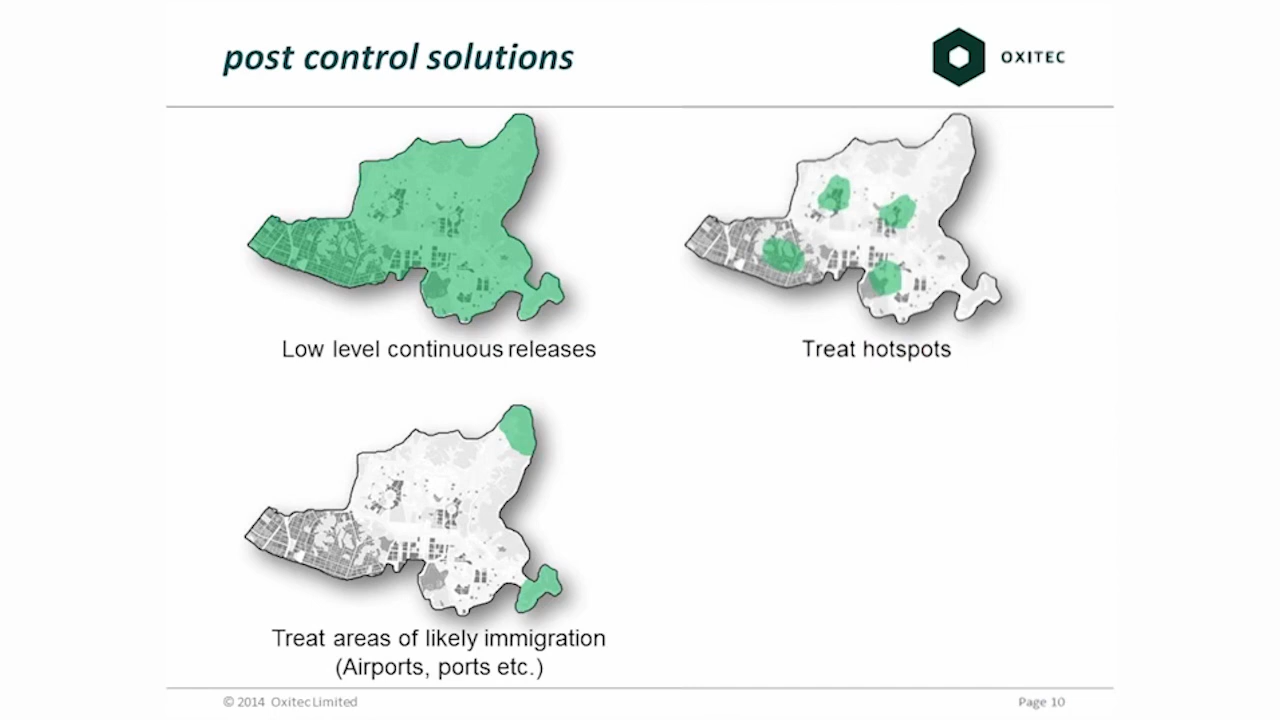 post control solutions
OXITEC
Low level continuous releases
Treat hotspots
Treat areas of likely immigration
(Airports, ports etc.)
© 2014 Oxitec Limited
Page 10